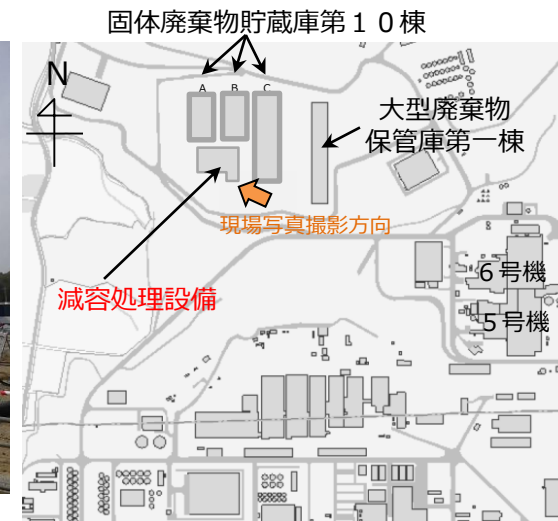 固体廃棄物貯蔵庫第１０棟
N
A B C
大型廃棄物
保管庫第一棟
現場写真撮影方向
減容処理設備
６号機
５号機